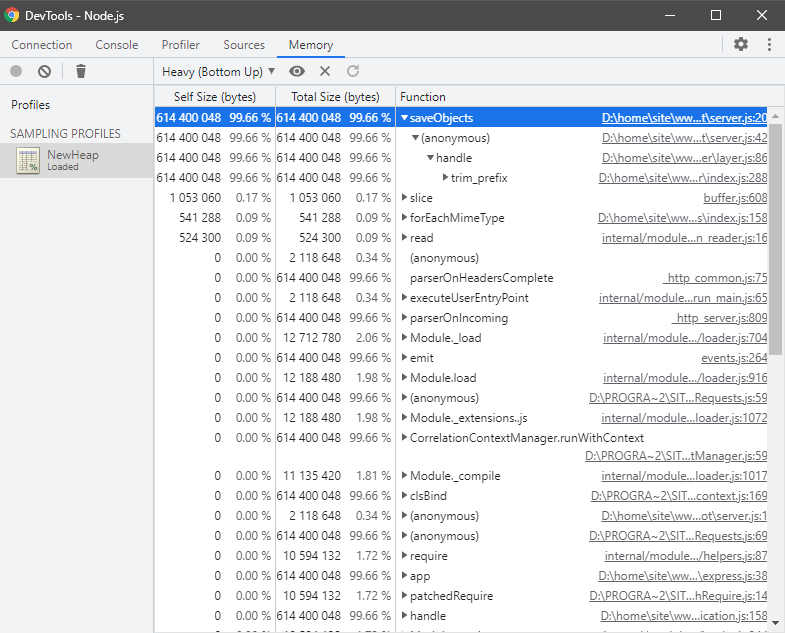 DevTools - Node.js
Connection Console Profiler Sources Memory
Heavy (Bottom Up) ▼
Profiles
SAMPLING PROFILES
NewHeap
Loaded
Self Size (bytes) Total Size (bytes) Function
614 400 048 99.66 % 614 400 048 99.66 % ▼saveObjects D:\home\site\ww...t\server.js:20
614 400 048 99.66 % 614 400 048 99.66 % ▼(anonymous) D:\home\site\ww...t\server.js:42
614 400 048 99.66 % 614 400 048 99.66 % ▼handle D:\home\site\ww...er\layer.js:86
614 400 048 99.66 % 614 400 048 99.66 % ▶trim_prefix D:\home\site\ww...r\index.js:288
1 053 060 0.17 % 1 053 060 0.17 % ▶slice buffer.js:608
541 288 0.09 % 541 288 0.09 % ▶forEachMimeType D:\home\site\ww...s\index.js:158
524 300 0.09 % 524 300 0.09 % ▶read internal/module...n_reader.js:16
0 0.00 % 2 118 648 0.34 % (anonymous)
0 0.00 % 614 400 048 99.66 % parserOnHeadersComplete _http_common.js:75
0 0.00 % 2 118 648 0.34 % ▶executeUserEntryPoint internal/module...run_main.js:65
0 0.00 % 614 400 048 99.66 % ▶parserOnIncoming _http_server.js:809
0 0.00 % 12 712 780 2.06 % ▶Module._load internal/module.../loader.js:704
0 0.00 % 614 400 048 99.66 % ▶emit events.js:264
0 0.00 % 12 188 480 1.98 % ▶Module.load internal/module.../loader.js:916
0 0.00 % 614 400 048 99.66 % ▶(anonymous) D:\PROGRA~2\SIT...Requests.js:59
0 0.00 % 12 188 480 1.98 % ▶Module._extensions..js internal/module...loader.js:1072
0 0.00 % 614 400 048 99.66 % ▶CorrelationContextManager.runWithContext
D:\PROGRA~2\SIT...tManager.js:59
0 0.00 % 11 135 420 1.81 % ▶Module._compile internal/module...loader.js:1017
0 0.00 % 614 400 048 99.66 % ▶clsBind D:\PROGRA~2\SIT...context.js:169
0 0.00 % 2 118 648 0.34 % ▶(anonymous) D:\home\site\ww...ot\server.js:1
0 0.00 % 614 400 048 99.66 % ▶(anonymous) D:\PROGRA~2\SIT...Requests.js:69
0 0.00 % 10 594 132 1.72 % ▶require internal/module.../helpers.js:87
0 0.00 % 614 400 048 99.66 % ▶app D:\home\site\ww...\express.js:38
0 0.00 % 10 594 132 1.72 % ▶patchedRequire D:\PROGRA~2\SIT...hRequire.js:14
0 0.00 % 614 400 048 99.66 % ▶handle D:\home\site\ww...ication.js:158